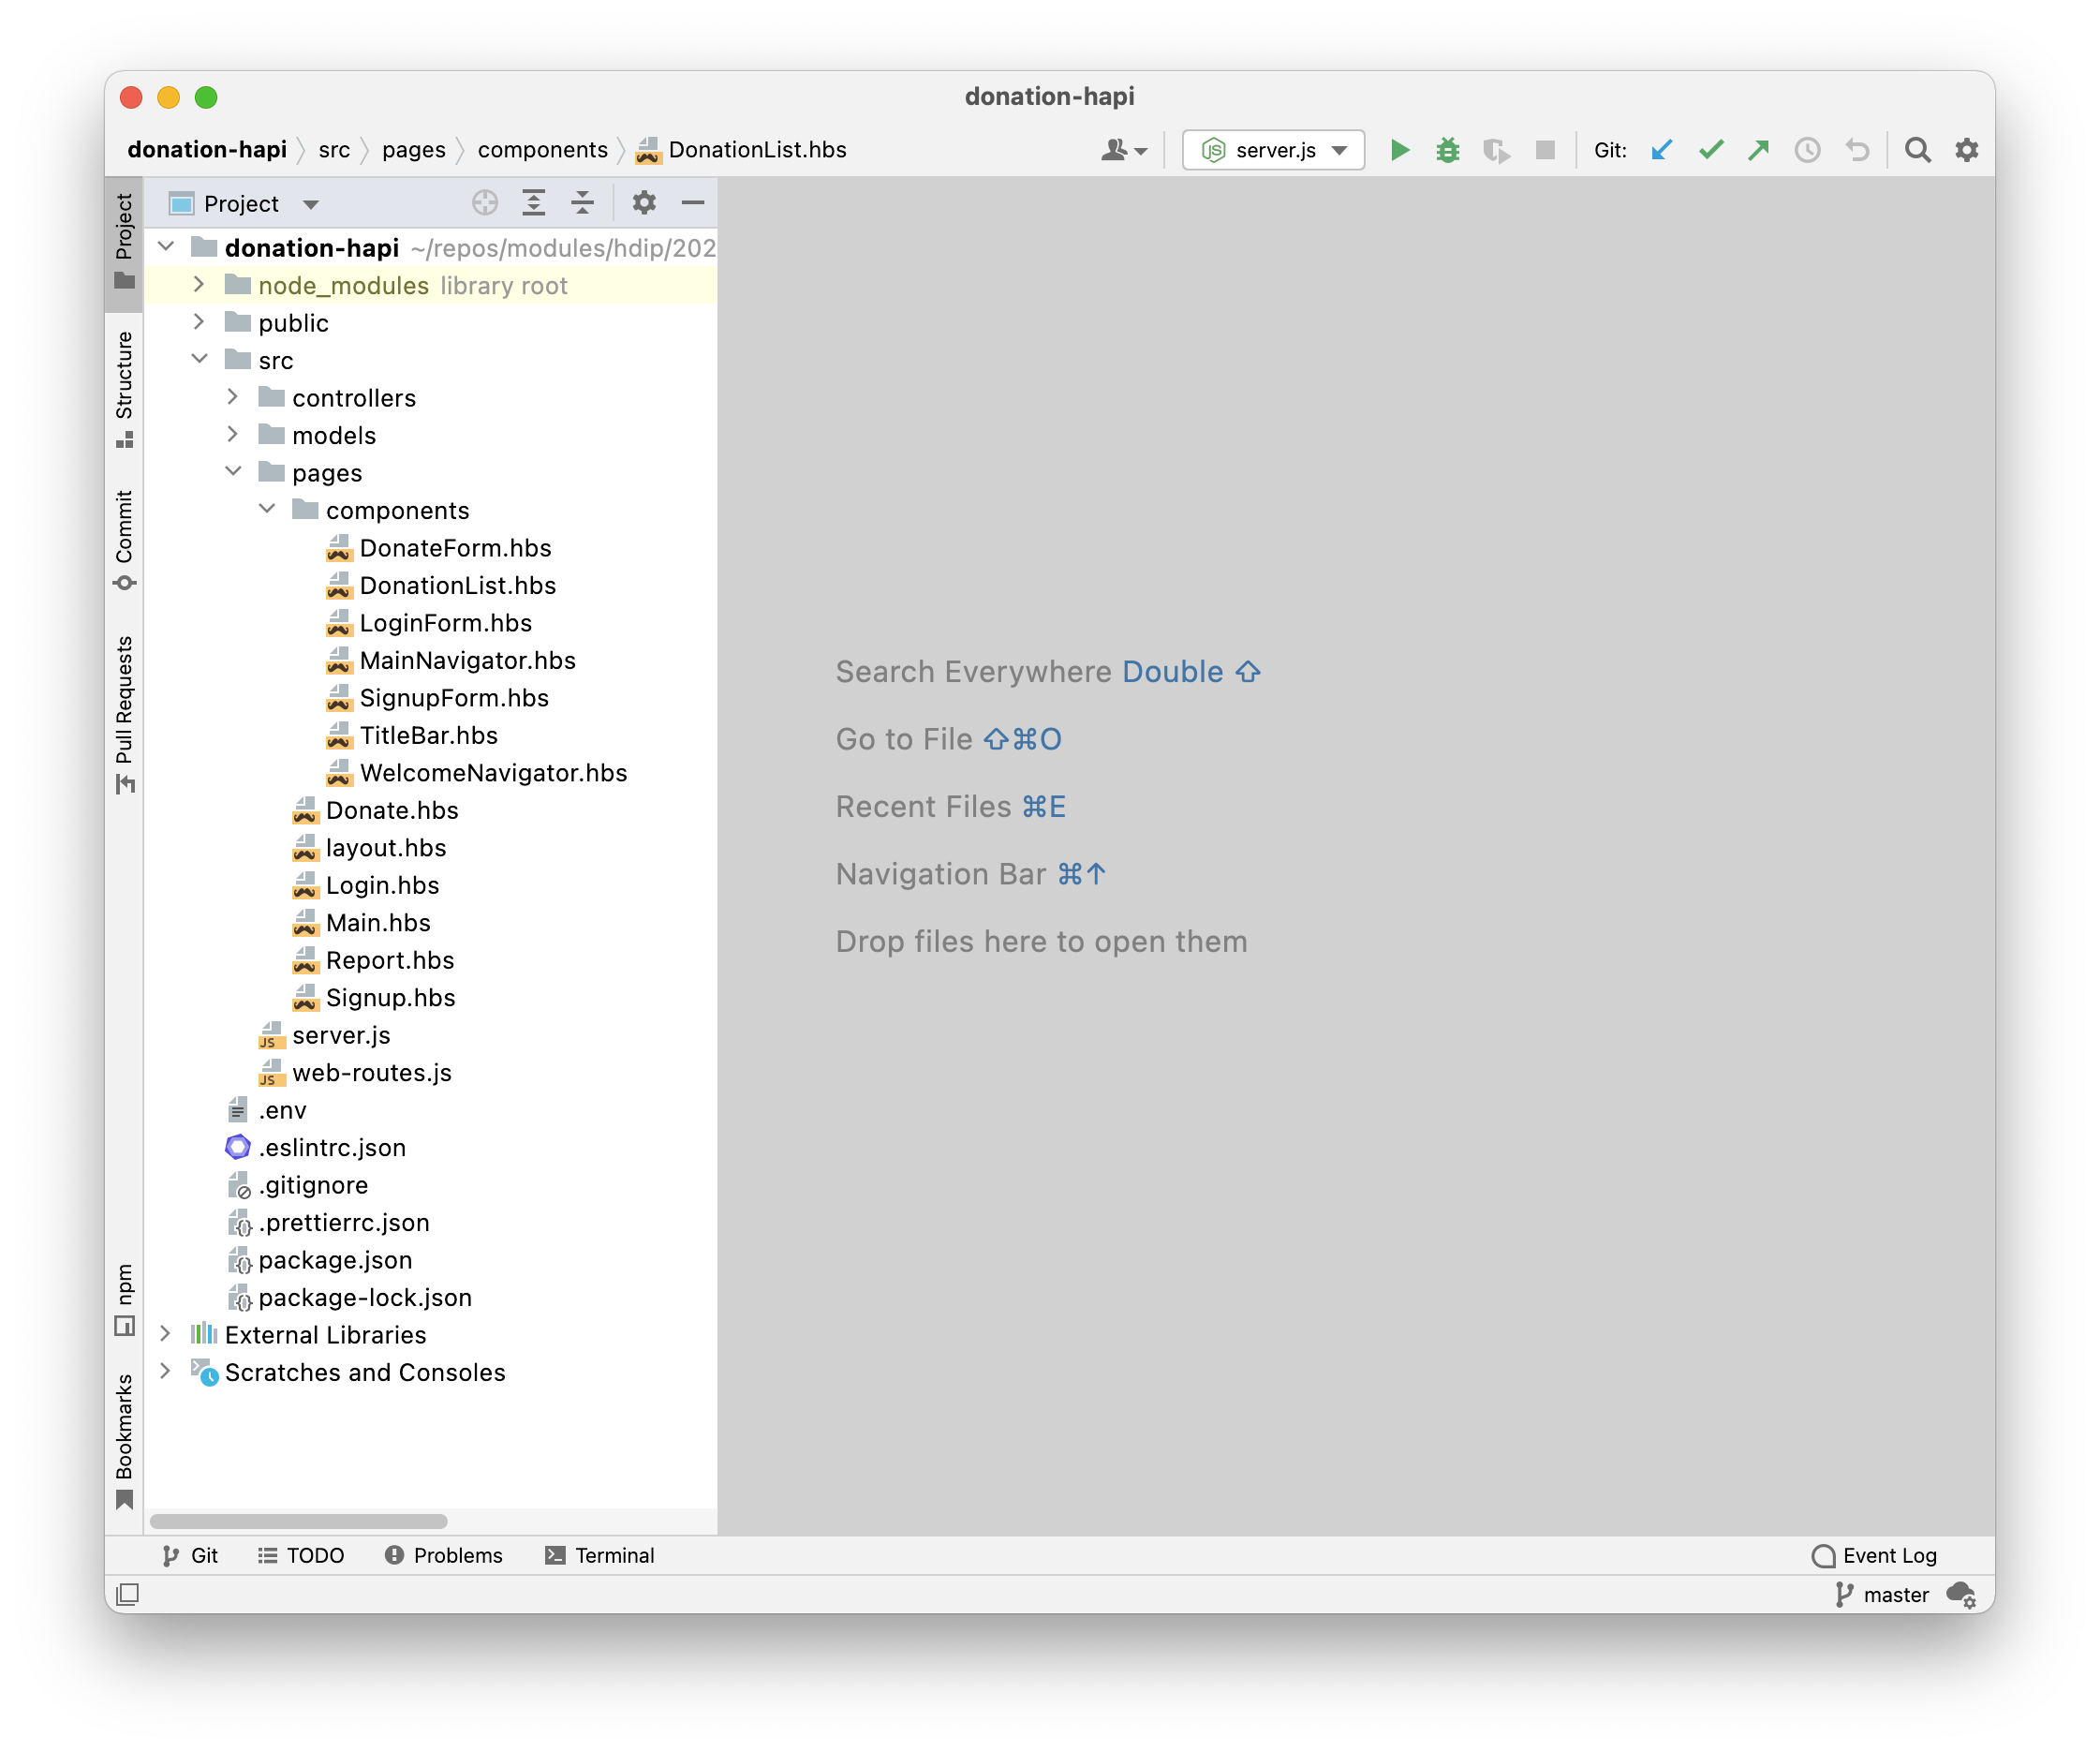 donation-hapi
donation-hapi src pages components DonationList.hbs server.js Git:
Project
Structure
Commit
Pull Requests
npm
Bookmarks
Project
donation-hapi ~/repos/modules/hdip/202
node_modules library root
public
src
controllers
models
pages
components
DonateForm.hbs
DonationList.hbs
LoginForm.hbs
MainNavigator.hbs
SignupForm.hbs
TitleBar.hbs
WelcomeNavigator.hbs
Donate.hbs
layout.hbs
Login.hbs
Main.hbs
Report.hbs
Signup.hbs
server.js
web-routes.js
.env
.eslintrc.json
.gitignore
.prettierrc.json
package.json
package-lock.json
External Libraries
Scratches and Consoles
Search Everywhere Double ⇧
Go to File ⇧⌘O
Recent Files ⌘E
Navigation Bar ⌘↑
Drop files here to open them
Git TODO Problems Terminal Event Log
master